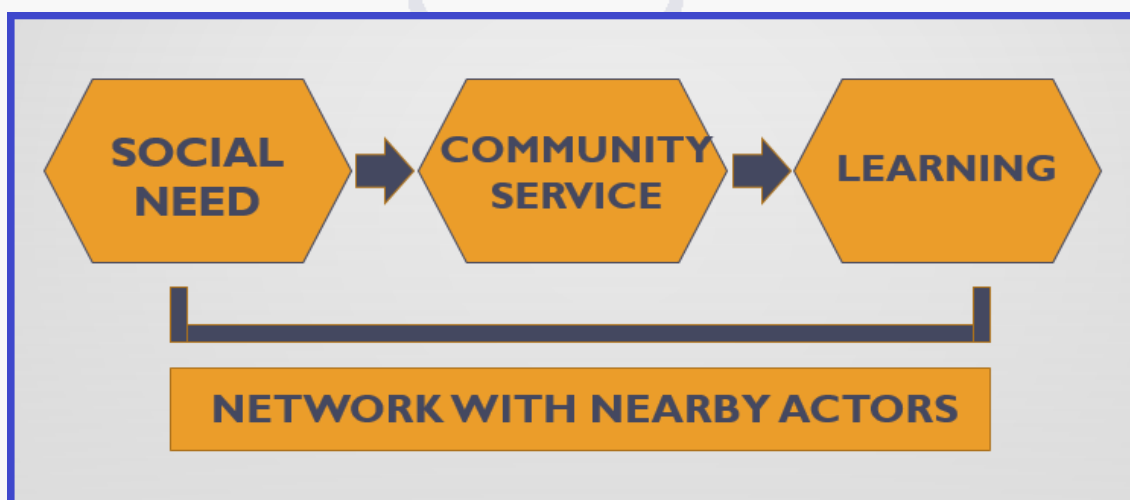 SOCIAL
NEED
COMMUNITY
SERVICE
LEARNING
NETWORK WITH NEARBY ACTORS